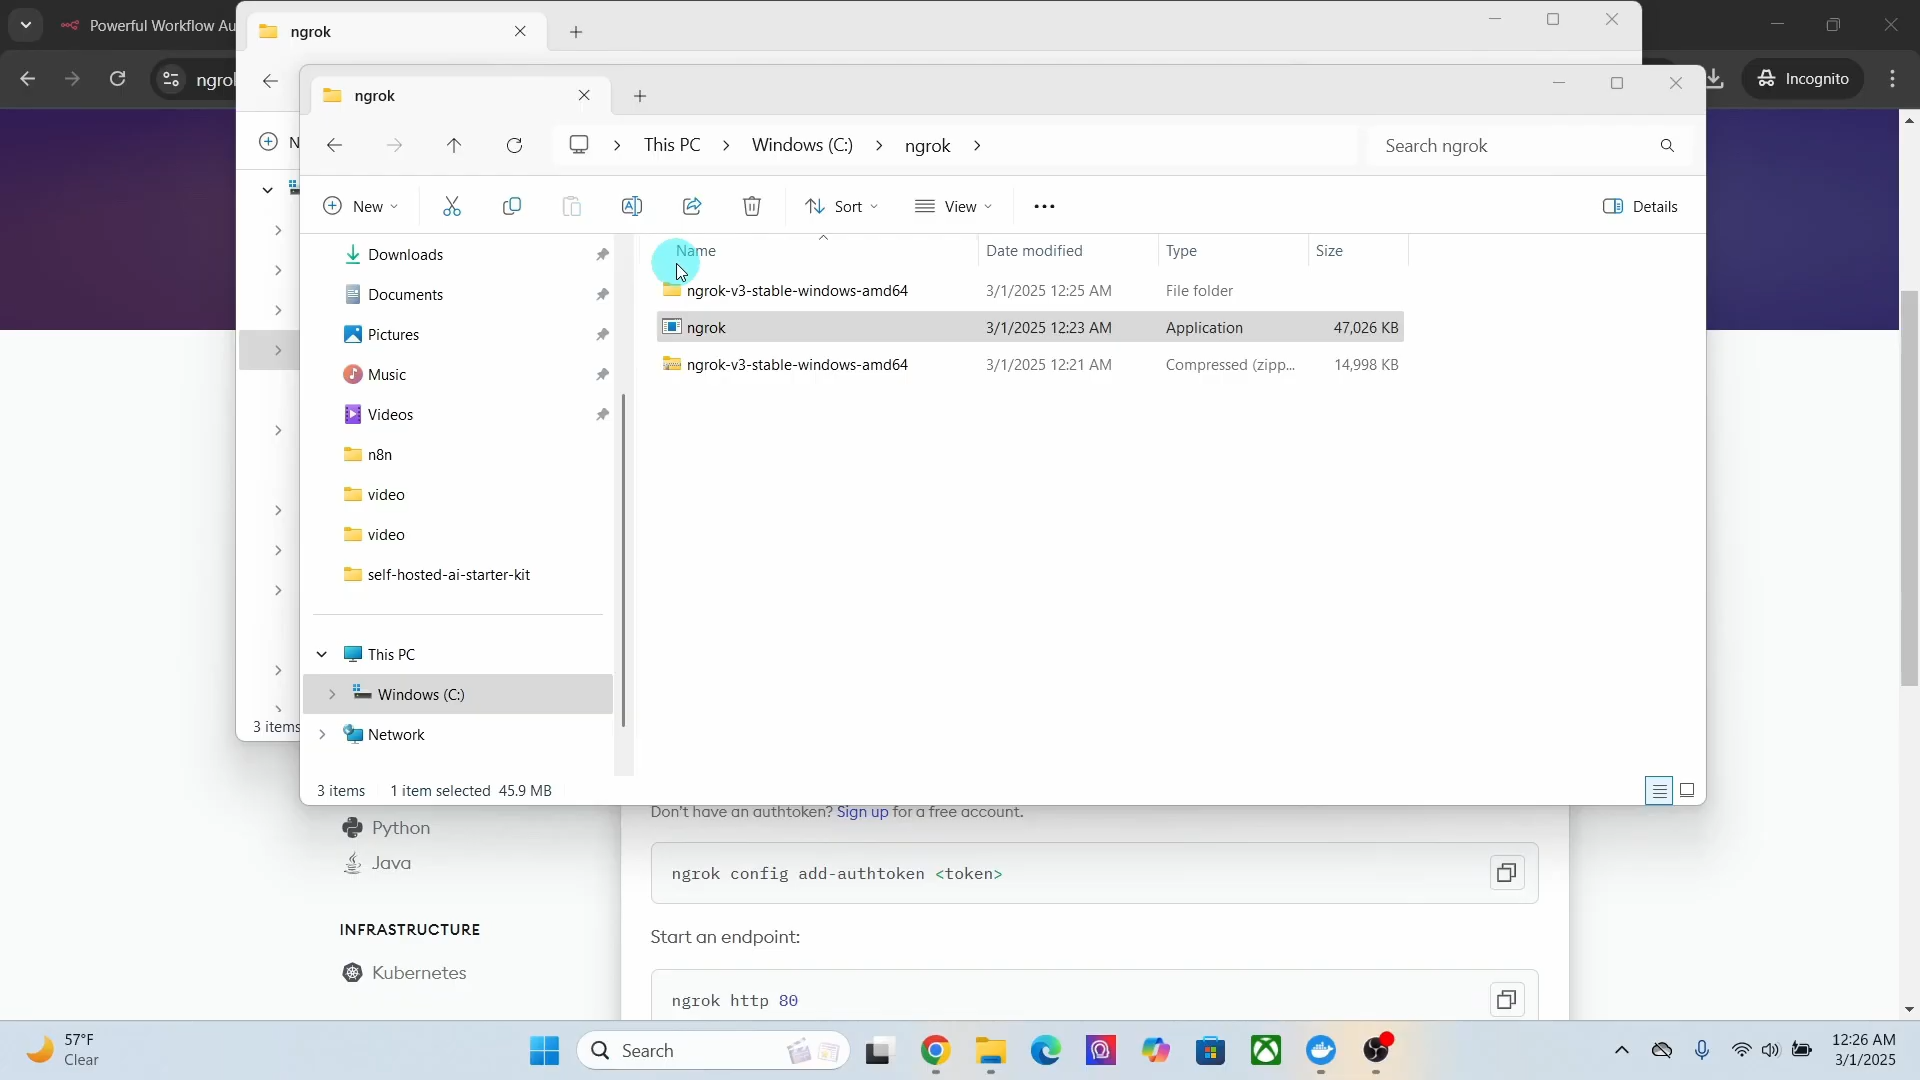 Powerful Workflow Au
ngrok
ngrol
Incognito
N
3 items
ngrok
This PC
Windows (C:)
ngrok
Search ngrok
New
Sort
View
Details
Name
Date modified
Type
Size
Downloads
Documents
Pictures
Music
Videos
n8n
video
video
self-hosted-ai-starter-kit
This PC
Windows (C:)
Network
ngrok-v3-stable-windows-amd64
3/1/2025 12:25 AM
File folder
ngrok
3/1/2025 12:23 AM
Application
47,026 KB
ngrok-v3-stable-windows-amd64
3/1/2025 12:21 AM
Compressed (zipp...
14,998 KB
3 items
1 item selected 45.9 MB
Python
Java
INFRASTRUCTURE
Kubernetes
Don't have an authtoken? Sign up for a free account.
ngrok config add-authtoken <token>
Start an endpoint:
ngrok http 80
57°F
Clear
Search
12:26 AM
3/1/2025